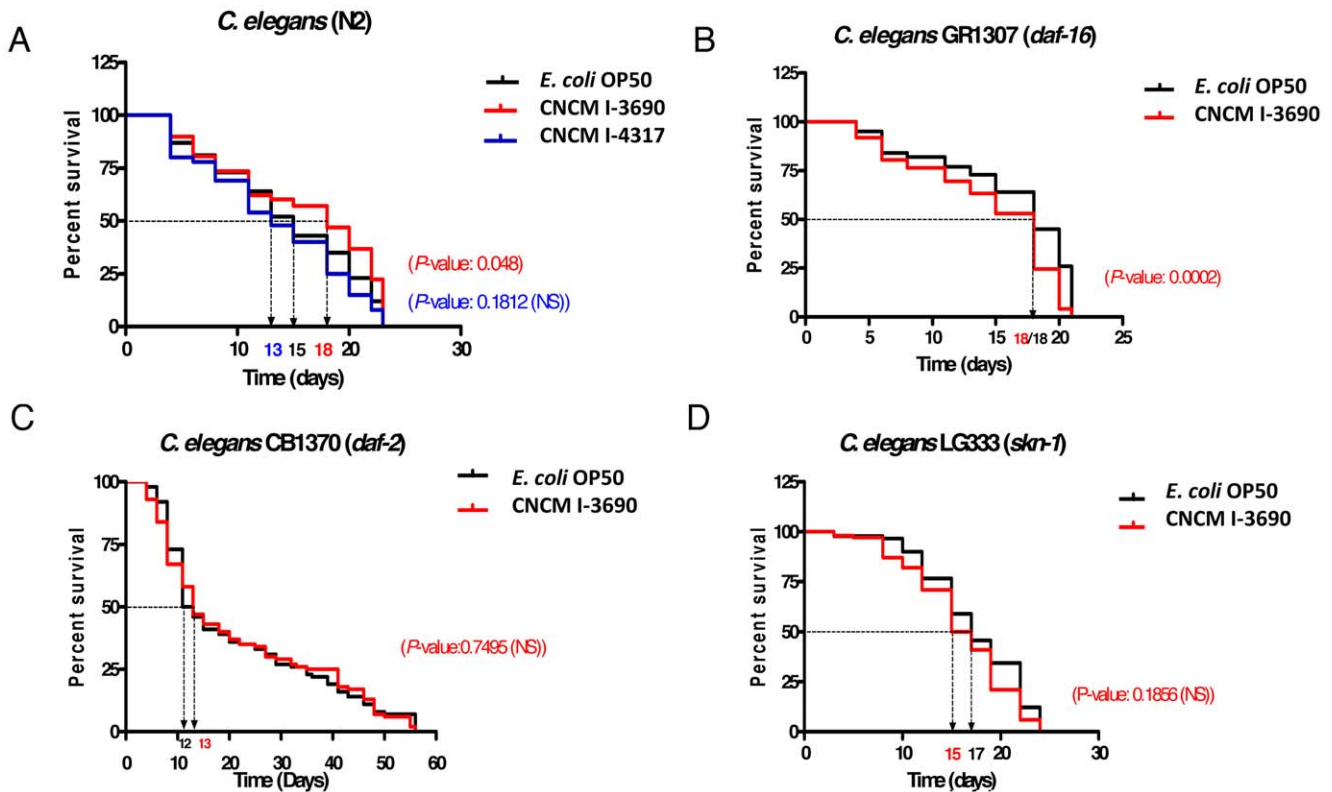 A
C. elegans (N2)
125
100
75
50
25
0
Percent survival
0 10 20 30
13 15 18
Time (days)
E. coli OP50
CNCM I-3690
CNCM I-4317
(P-value: 0.048)
(P-value: 0.1812 (NS))
B
C. elegans GR1307 (daf-16)
125
100
75
50
25
0
Percent survival
0 5 10 15 18/18 20 25
Time (days)
E. coli OP50
CNCM I-3690
(P-value: 0.0002)
C
C. elegans CB1370 (daf-2)
100
75
50
25
0
Percent survival
0 10 20 30 40 50 60
12 13
Time (Days)
E. coli OP50
CNCM I-3690
(P-value:0.7495 (NS))
D
C. elegans LG333 (skn-1)
125
100
75
50
25
0
Percent survival
0 10 20 30
15 17
Time (days)
E. coli OP50
CNCM I-3690
(P-value: 0.1856 (NS))